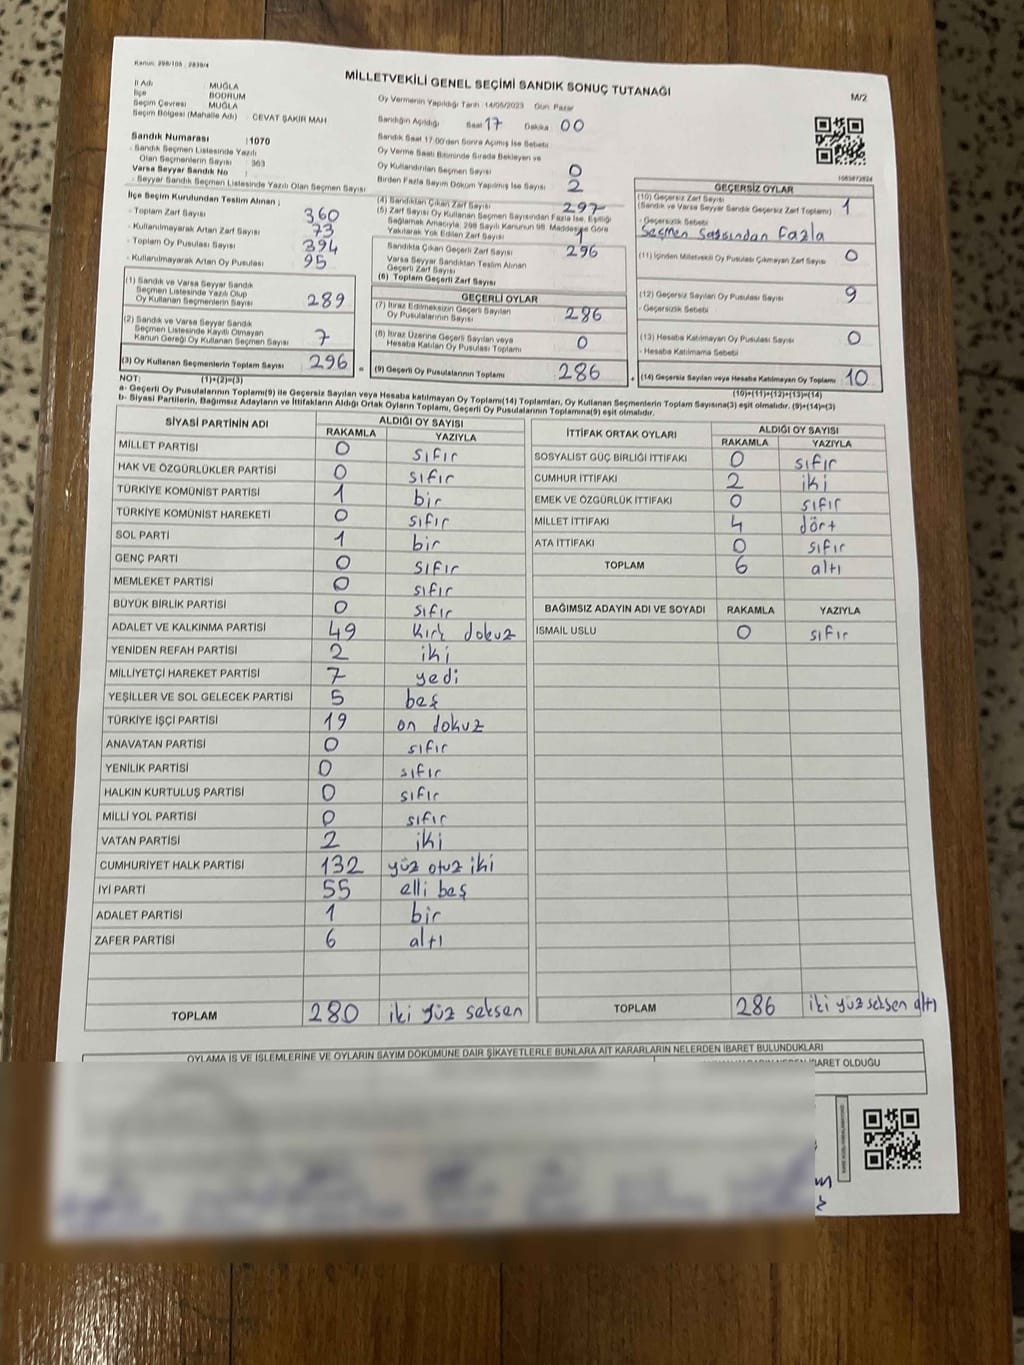 Kanun: 298/105 , 2839/4
MİLLETVEKİLİ GENEL SEÇİMİ SANDIK SONUÇ TUTANAĞI
M/2
İl Adı : MUĞLA
İlçe : BODRUM
Seçim Çevresi : MUĞLA
Seçim Bölgesi (Mahalle Adı) : CEVAT ŞAKİR MAH
Sandık Numarası :1070
- Sandık Seçmen Listesinde Yazılı
Olan Seçmenlerin Sayısı : 363
Varsa Seyyar Sandık No :
- Seyyar Sandık Seçmen Listesinde Yazılı Olan Seçmen Sayısı
İlçe Seçim Kurulundan Teslim Alınan ;
- Toplam Zarf Sayısı 360
- Kullanılmayarak Artan Zarf Sayısı 73
- Toplam Oy Pusulası Sayısı 394
- Kullanılmayarak Artan Oy Pusulası 95
(1) Sandık ve Varsa Seyyar Sandık
Seçmen Listesinde Yazılı Olup
Oy Kullanan Seçmenlerin Sayısı 289
(2) Sandık ve Varsa Seyyar Sandık
Seçmen Listesinde Kayıtlı Olmayan
Kanun Gereği Oy Kullanan Seçmen Sayısı 7
(3) Oy Kullanan Seçmenlerin Toplam Sayısı 296 =
Oy Vermenin Yapıldığı Tarih :14/05/2023 Gün: Pazar
Sandığın Açıldığı Saat 17 Dakika 00
Sandık Saat 17:00'den Sonra Açılmış İse Sebebi
Oy Verme Saati Bitiminde Sırada Bekleyen ve
Oy Kullandırılan Seçmen Sayısı 0
Birden Fazla Sayım Döküm Yapılmış İse Sayısı 2
(4) Sandıktan Çıkan Zarf Sayısı 297
(5) Zarf Sayısı Oy Kullanan Seçmen Sayısından Fazla İse, Eşitliği
Sağlamak Amacıyla, 298 Sayılı Kanunun 98. Maddesine Göre
Yakılarak Yok Edilen Zarf Sayısı 1
Sandıkta Çıkan Geçerli Zarf Sayısı 296
Varsa Seyyar Sandıktan Teslim Alınan
Geçerli Zarf Sayısı
(6) Toplam Geçerli Zarf Sayısı
GEÇERLİ OYLAR
(7) İtiraz Edilmeksizin Geçerli Sayılan
Oy Pusulalarının Sayısı 286
(8) İtiraz Üzerine Geçerli Sayılan veya
Hesaba Katılan Oy Pusulası Toplamı 0
(9) Geçerli Oy Pusulalarının Toplamı 286 +
1083872824
GEÇERSİZ OYLAR
(10) Geçersiz Zarf Sayısı
(Sandık ve Varsa Seyyar Sandık Geçersiz Zarf Toplamı) 1
- Geçersizlik Sebebi
Seçmen Sayısından Fazla
(11) İçinden Milletvekili Oy Pusulası Çıkmayan Zarf Sayısı 0
(12) Geçersiz Sayılan Oy Pusulası Sayısı 9
- Geçersizlik Sebebi
(13) Hesaba Katılmayan Oy Pusulası Sayısı 0
- Hesaba Katılmama Sebebi
(14) Geçersiz Sayılan veya Hesaba Katılmayan Oy Toplamı 10
NOT: (1)+(2)=(3) (10)+(11)+(12)+(13)=(14)
a- Geçerli Oy Pusulalarının Toplamı(9) ile Geçersiz Sayılan veya Hesaba katılmayan Oy Toplamı(14) Toplamları, Oy Kullanan Seçmenlerin Toplam Sayısına(3) eşit olmalıdır. (9)+(14)=(3)
b- Siyasi Partilerin, Bağımsız Adayların ve İttifakların Aldığı Ortak Oyların Toplamı, Geçerli Oy Pusulalarının Toplamına(9) eşit olmalıdır.
SİYASİ PARTİNİN ADI ALDIĞI OY SAYISI
RAKAMLA YAZIYLA
MİLLET PARTİSİ 0 sıfır
HAK VE ÖZGÜRLÜKLER PARTİSİ 0 sıfır
TÜRKİYE KOMÜNİST PARTİSİ 1 bir
TÜRKİYE KOMÜNİST HAREKETİ 0 sıfır
SOL PARTİ 1 bir
GENÇ PARTİ 0 sıfır
MEMLEKET PARTİSİ 0 sıfır
BÜYÜK BİRLİK PARTİSİ 0 sıfır
ADALET VE KALKINMA PARTİSİ 49 kırk dokuz
YENİDEN REFAH PARTİSİ 2 iki
MİLLİYETÇİ HAREKET PARTİSİ 7 yedi
YEŞİLLER VE SOL GELECEK PARTİSİ 5 beş
TÜRKİYE İŞÇİ PARTİSİ 19 on dokuz
ANAVATAN PARTİSİ 0 sıfır
YENİLİK PARTİSİ 0 sıfır
HALKIN KURTULUŞ PARTİSİ 0 sıfır
MİLLİ YOL PARTİSİ 0 sıfır
VATAN PARTİSİ 2 iki
CUMHURİYET HALK PARTİSİ 132 yüz otuz iki
İYİ PARTİ 55 elli beş
ADALET PARTİSİ 1 bir
ZAFER PARTİSİ 6 altı
TOPLAM 280 iki yüz seksen
İTTİFAK ORTAK OYLARI ALDIĞI OY SAYISI
RAKAMLA YAZIYLA
SOSYALİST GÜÇ BİRLİĞİ İTTİFAKI 0 sıfır
CUMHUR İTTİFAKI 2 iki
EMEK VE ÖZGÜRLÜK İTTİFAKI 0 sıfır
MİLLET İTTİFAKI 4 dört
ATA İTTİFAKI 0 sıfır
TOPLAM 6 altı
BAĞIMSIZ ADAYIN ADI VE SOYADI RAKAMLA YAZIYLA
İSMAİL USLU 0 sıfır
TOPLAM 286 iki yüz seksen altı
OYLAMA İŞ VE İŞLEMLERİNE VE OYLARIN SAYIM DÖKÜMÜNE DAİR ŞİKAYETLERLE BUNLARA AİT KARARLARIN NELERDEN İBARET BULUNDUKLARI
İBARET OLDUĞU